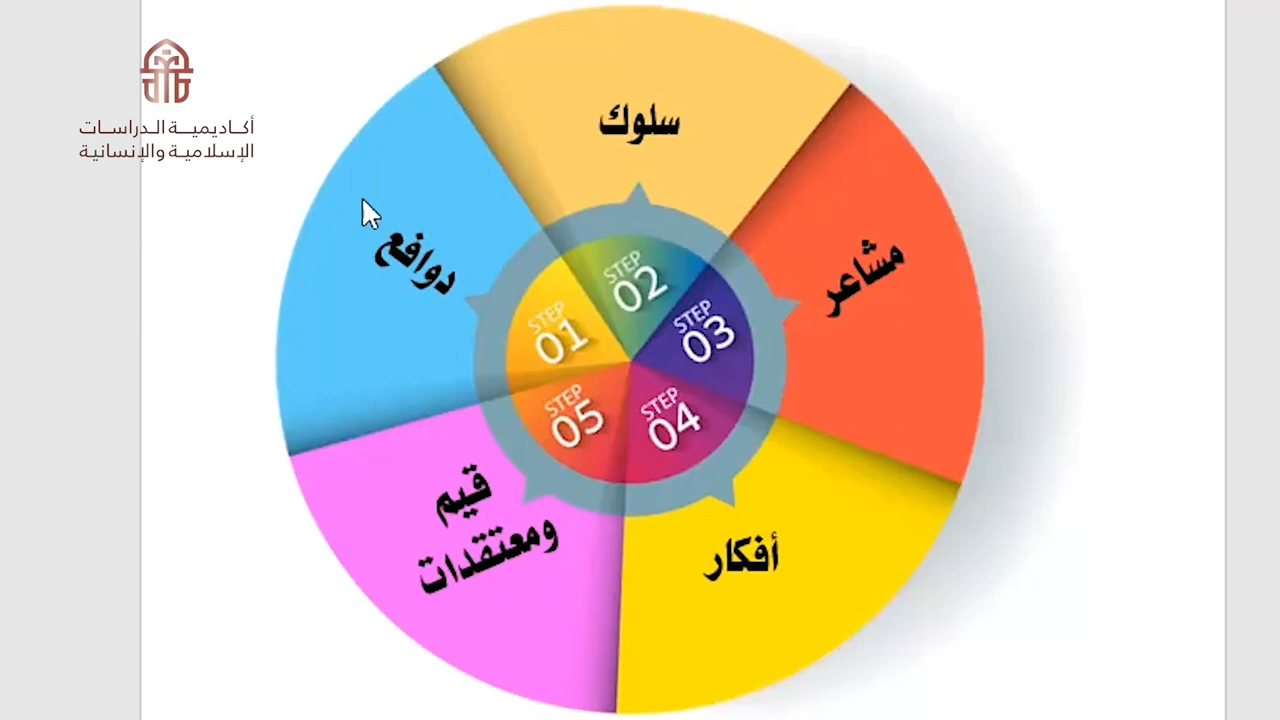 أكاديمية الدراسات
الإسلامية والإنسانية
سلوك
مشاعر
أفكار
قيم
ومعتقدات
دوافع
STEP
01
STEP
02
STEP
03
STEP
04
STEP
05